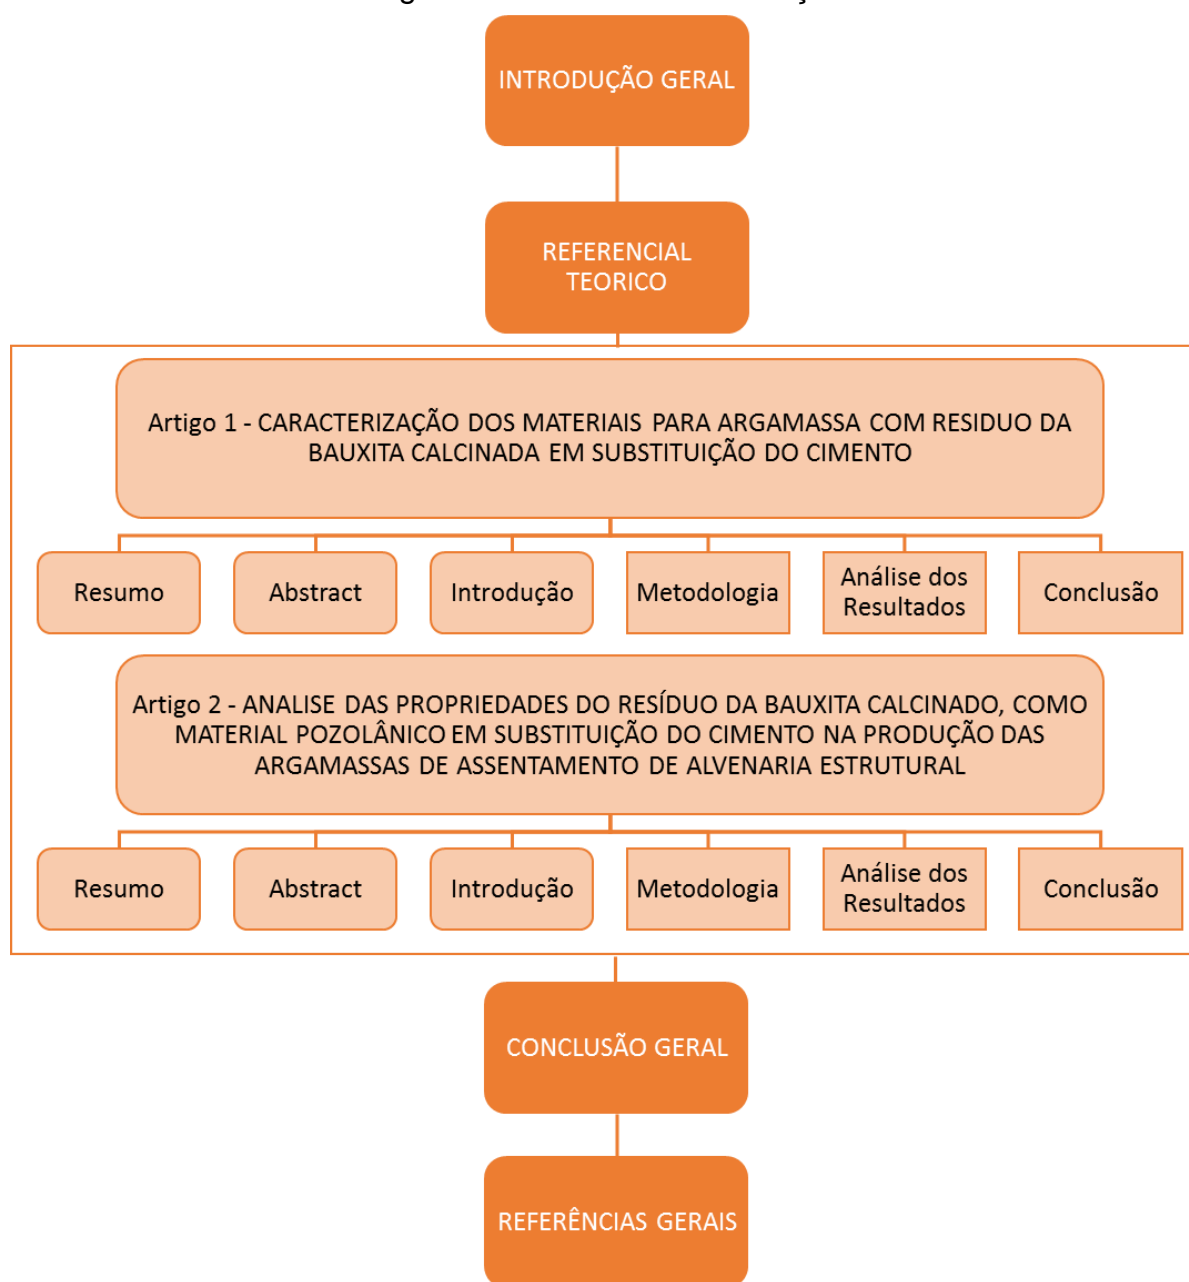 INTRODUÇÃO GERAL
REFERENCIAL
TEORICO
Artigo 1 - CARACTERIZAÇÃO DOS MATERIAIS PARA ARGAMASSA COM RESIDUO DA
BAUXITA CALCINADA EM SUBSTITUIÇÃO DO CIMENTO
Resumo
Abstract
Introdução
Metodologia
Análise dos
Resultados
Conclusão
Artigo 2 - ANALISE DAS PROPRIEDADES DO RESÍDUO DA BAUXITA CALCINADO, COMO
MATERIAL POZOLÂNICO EM SUBSTITUIÇÃO DO CIMENTO NA PRODUÇÃO DAS
ARGAMASSAS DE ASSENTAMENTO DE ALVENARIA ESTRUTURAL
Resumo
Abstract
Introdução
Metodologia
Análise dos
Resultados
Conclusão
CONCLUSÃO GERAL
REFERÊNCIAS GERAIS